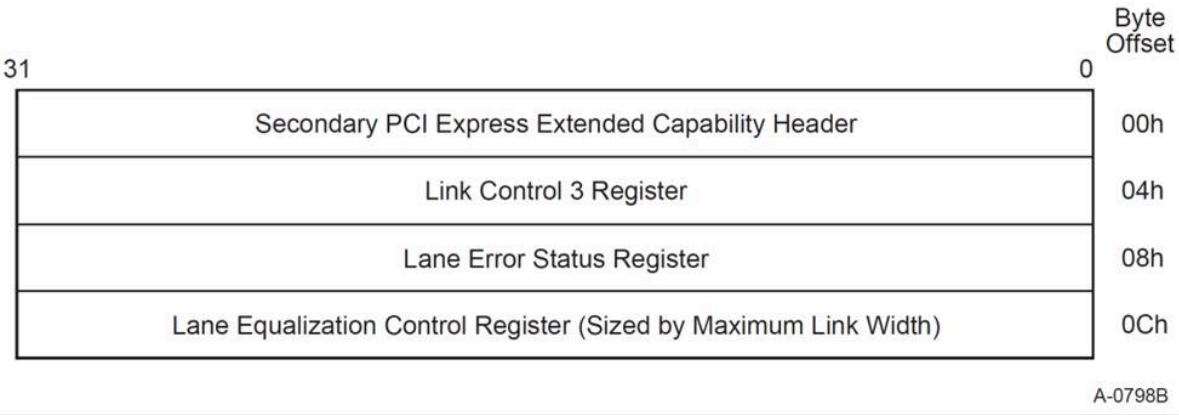 Byte
Offset
31 0
Secondary PCI Express Extended Capability Header 00h
Link Control 3 Register 04h
Lane Error Status Register 08h
Lane Equalization Control Register (Sized by Maximum Link Width) 0Ch
A-0798B